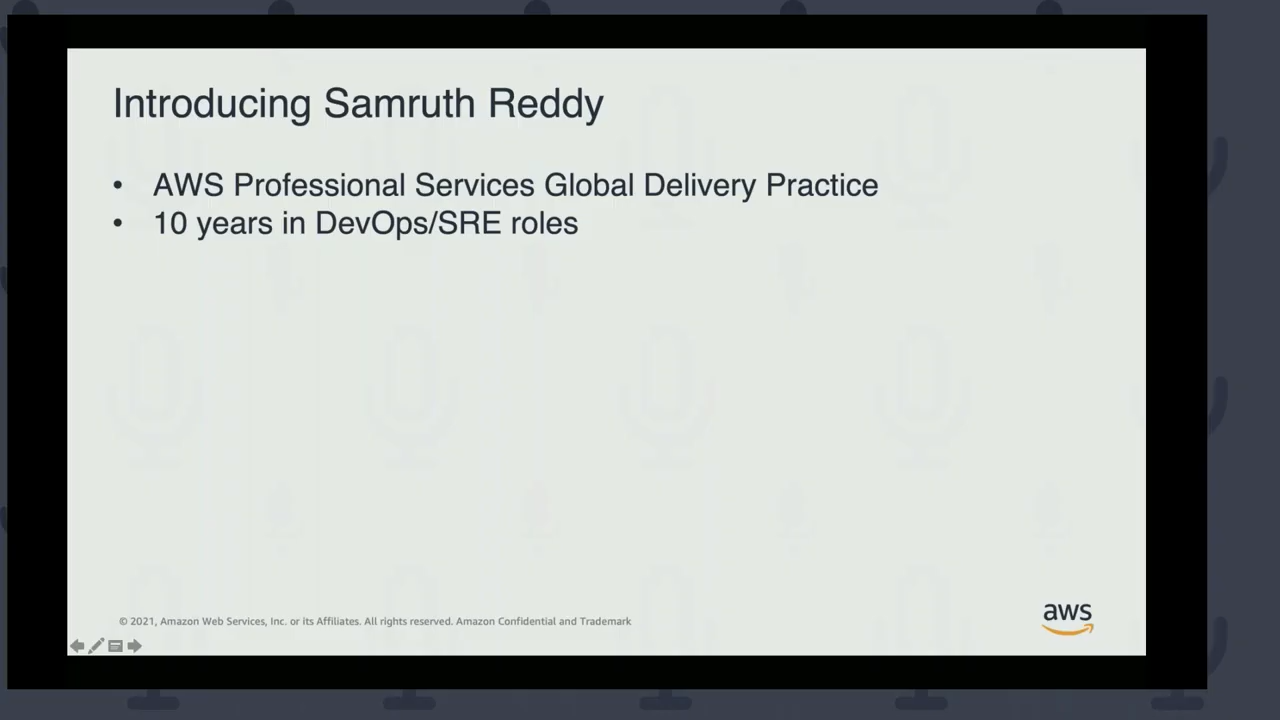 Introducing Samruth Reddy
• AWS Professional Services Global Delivery Practice
• 10 years in DevOps/SRE roles
© 2021, Amazon Web Services, Inc. or its Affiliates. All rights reserved. Amazon Confidential and Trademark
aws